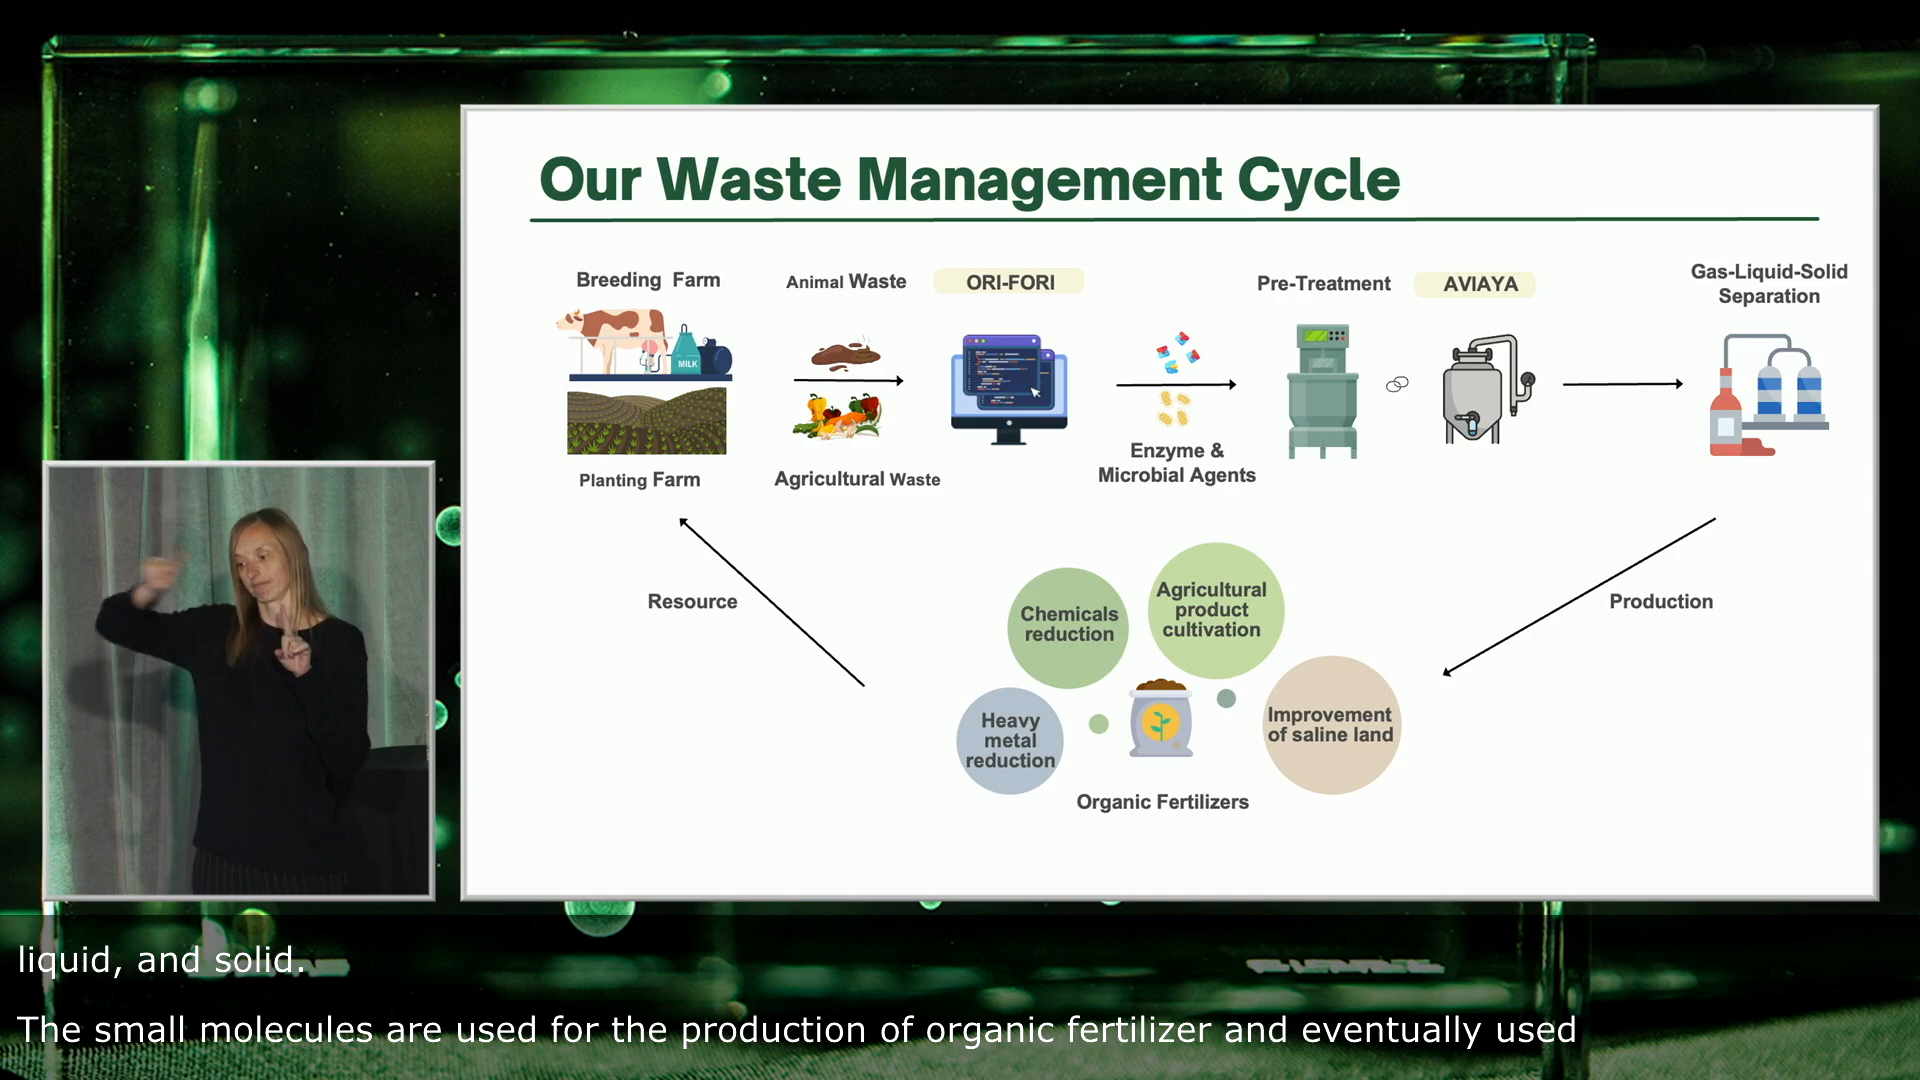 Our Waste Management Cycle
Breeding Farm
Animal Waste
ORI-FORI
Pre-Treatment
AVIAYA
Gas-Liquid-Solid
Separation
MILK
Planting Farm
Agricultural Waste
Enzyme &
Microbial Agents
Resource
Production
Chemicals
reduction
Agricultural
product
cultivation
Heavy
metal
reduction
Improvement
of saline land
Organic Fertilizers
liquid, and solid.
The small molecules are used for the production of organic fertilizer and eventually used